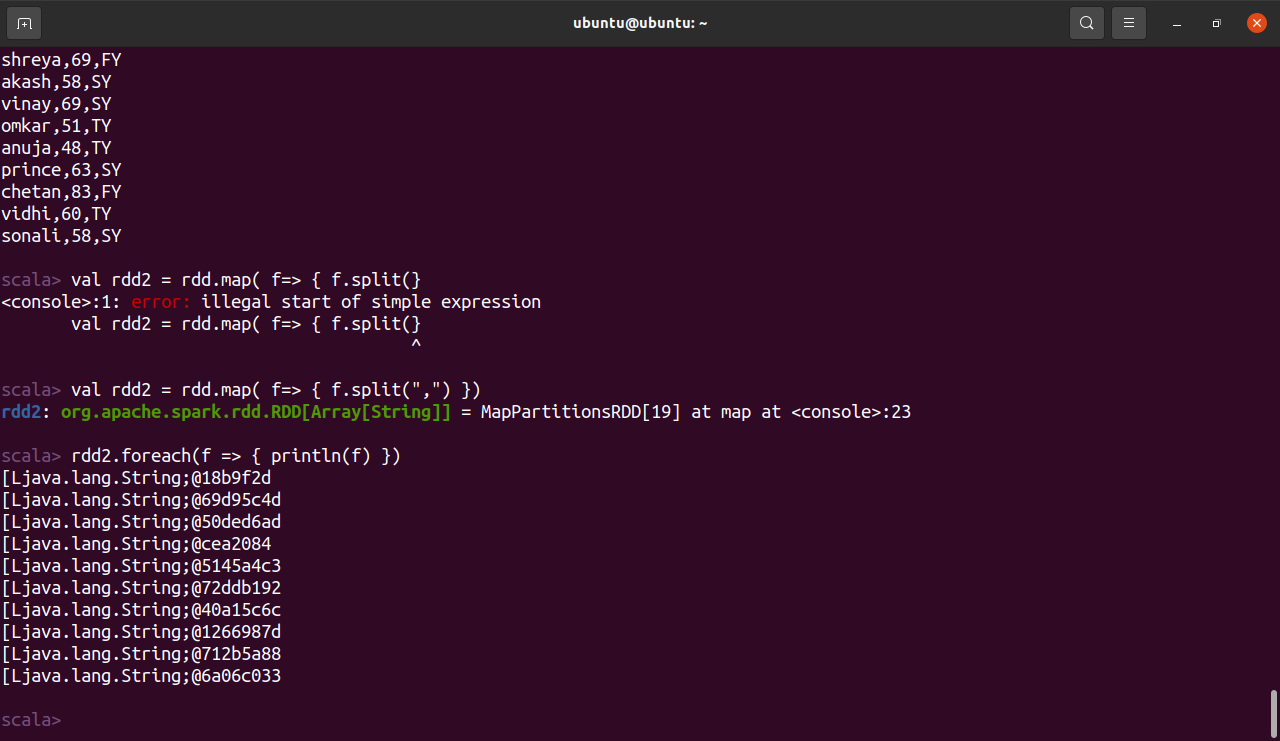 ubuntu@ubuntu: ~
shreya,69,FY
akash,58,SY
vinay,69,SY
omkar,51,TY
anuja,48,TY
prince,63,SY
chetan,83,FY
vidhi,60,TY
sonali,58,SY
scala> val rdd2 = rdd.map( f=> { f.split(}
<console>:1: error: illegal start of simple expression
       val rdd2 = rdd.map( f=> { f.split(}
                                         ^
scala> val rdd2 = rdd.map( f=> { f.split(",") })
rdd2: org.apache.spark.rdd.RDD[Array[String]] = MapPartitionsRDD[19] at map at <console>:23
scala> rdd2.foreach(f => { println(f) })
[Ljava.lang.String;@18b9f2d
[Ljava.lang.String;@69d95c4d
[Ljava.lang.String;@50ded6ad
[Ljava.lang.String;@cea2084
[Ljava.lang.String;@5145a4c3
[Ljava.lang.String;@72ddb192
[Ljava.lang.String;@40a15c6c
[Ljava.lang.String;@1266987d
[Ljava.lang.String;@712b5a88
[Ljava.lang.String;@6a06c033
scala>